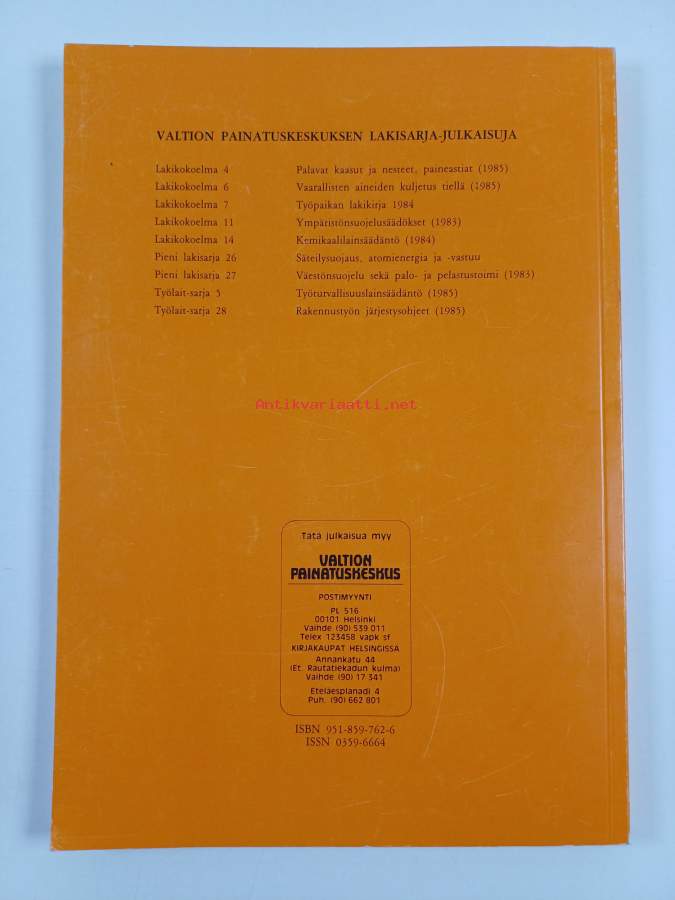 VALTION PAINATUSKESKUKSEN LAKISARJA-JULKAISUJA
Lakikokoelma 4 Palavat kaasut ja nesteet, paineastiat (1985)
Lakikokoelma 6 Vaarallisten aineiden kuljetus tiellä (1985)
Lakikokoelma 7 Työpaikan lakikirja 1984
Lakikokoelma 11 Ympäristönsuojelusäädökset (1983)
Lakikokoelma 14 Kemikaalilainsäädäntö (1984)
Pieni lakisarja 26 Säteilysuojaus, atomienergia ja -vastuu
Pieni lakisarja 27 Väestönsuojelu sekä palo- ja pelastustoimi (1983)
Työlait-sarja 5 Työturvallisuuslainsäädäntö (1985)
Työlait-sarja 28 Rakennustyön järjestysohjeet (1985)
Antikvariaatti.net
Tätä julkaisua myy
VALTION
PAINATUSKESKUS
POSTIMYYNTI
PL 516
00101 Helsinki
Vaihde (90) 539 011
Telex 123458 vapk sf
KIRJAKAUPAT HELSINGISSÄ
Annankatu 44
(Et. Rautatiekadun kulma)
Vaihde (90) 17 341
Eteläesplanadi 4
Puh. (90) 662 801
ISBN 951-859-762-6
ISSN 0359-6664